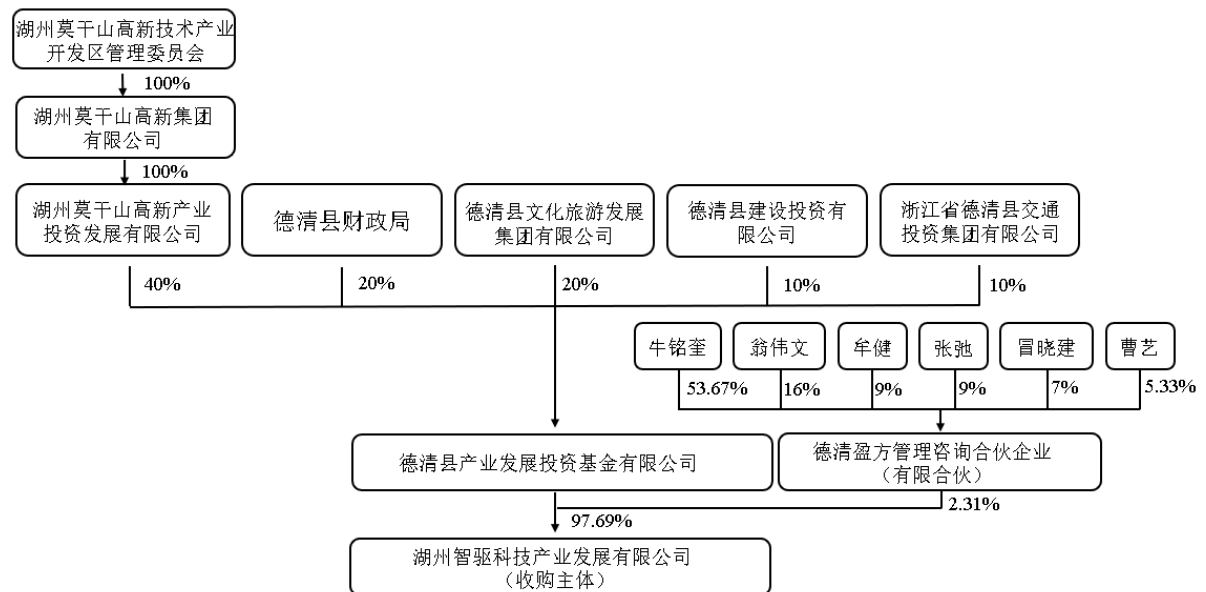 湖州莫干山高新技术产业
开发区管理委员会
100%
湖州莫干山高新集团
有限公司
100%
湖州莫干山高新产业
投资发展有限公司
德清县财政局
德清县文化旅游发展
集团有限公司
德清县建设投资有
限公司
浙江省德清县交通
投资集团有限公司
40%
20%
20%
10%
10%
牛铭奎
翁伟文
牟健
张弛
冒晓建
曹艺
53.67%
16%
9%
9%
7%
5.33%
德清县产业发展投资基金有限公司
德清盈方管理咨询合伙企业
（有限合伙）
97.69%
2.31%
湖州智驱科技产业发展有限公司
（收购主体）